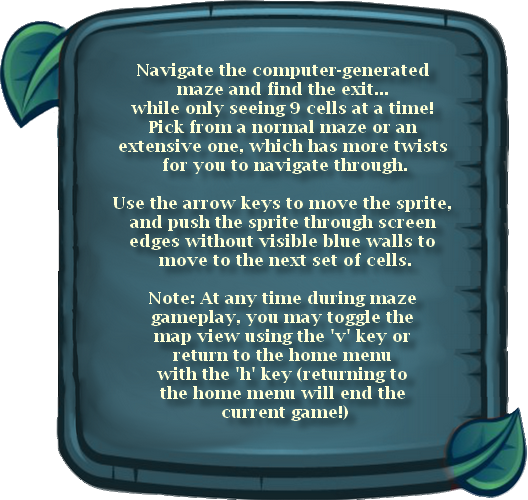 Navigate the computer-generated
maze and find the exit...
while only seeing 9 cells at a time!
Pick from a normal maze or an
extensive one, which has more twists
for you to navigate through.
Use the arrow keys to move the sprite,
and push the sprite through screen
edges without visible blue walls to
move to the next set of cells.
Note: At any time during maze
gameplay, you may toggle the
map view using the 'v' key or
return to the home menu
with the 'h' key (returning to
the home menu will end the
current game!)